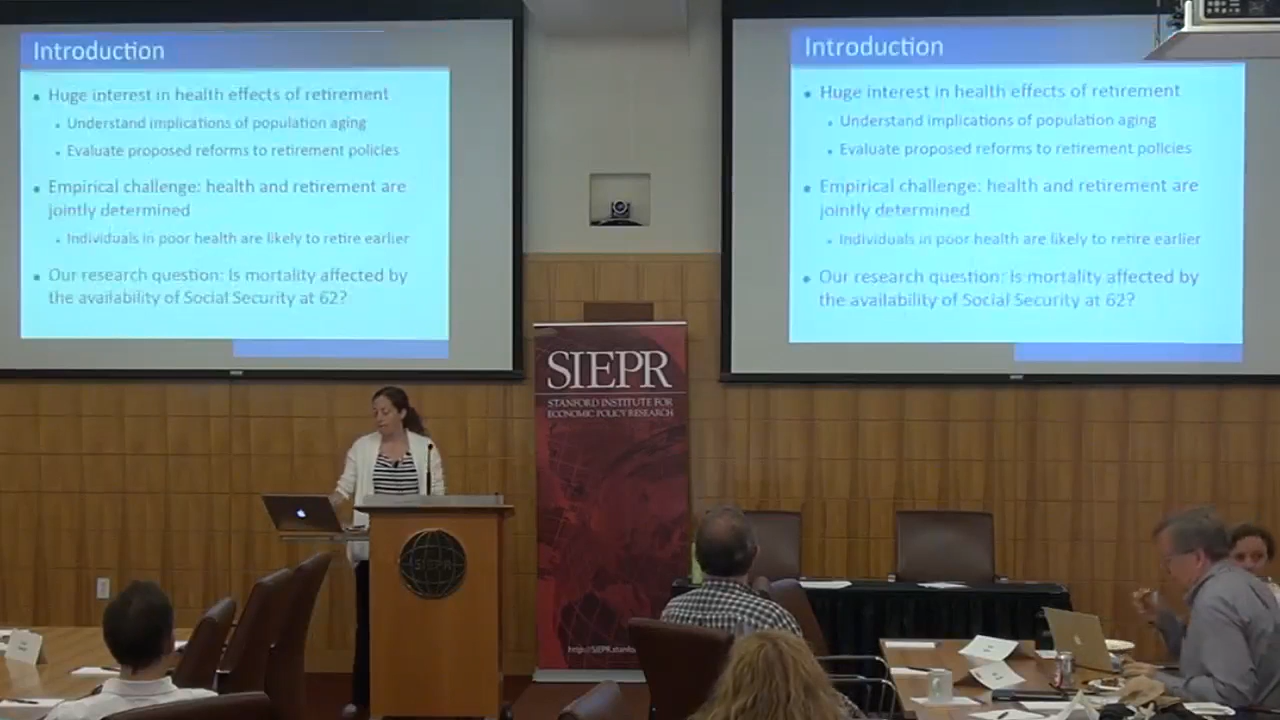 Introduction
• Huge interest in health effects of retirement
• Understand implications of population aging
• Evaluate proposed reforms to retirement policies
• Empirical challenge: health and retirement are
jointly determined
• Individuals in poor health are likely to retire earlier
• Our research question: Is mortality affected by
the availability of Social Security at 62?
Introduction
• Huge interest in health effects of retirement
• Understand implications of population aging
• Evaluate proposed reforms to retirement policies
• Empirical challenge: health and retirement are
jointly determined
• Individuals in poor health are likely to retire earlier
• Our research question: Is mortality affected by
the availability of Social Security at 62?
SIEPR
STANFORD INSTITUTE FOR
ECONOMIC POLICY RESEARCH
SIEPR
http://SIEPR.stanfo